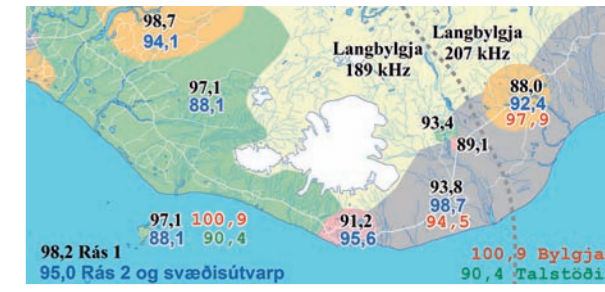 98,7
94,1
Langbylgja
189 kHz
Langbylgja
207 kHz
97,1
88,1
88,0
92,4
97,9
93,4
89,1
93,8
98,7
94,5
97,1 100,9
88,1 90,4
91,2
95,6
98,2 Rás 1
95,0 Rás 2 og svæðisútvarp
100,9 Bylgja
90,4 Talstöði